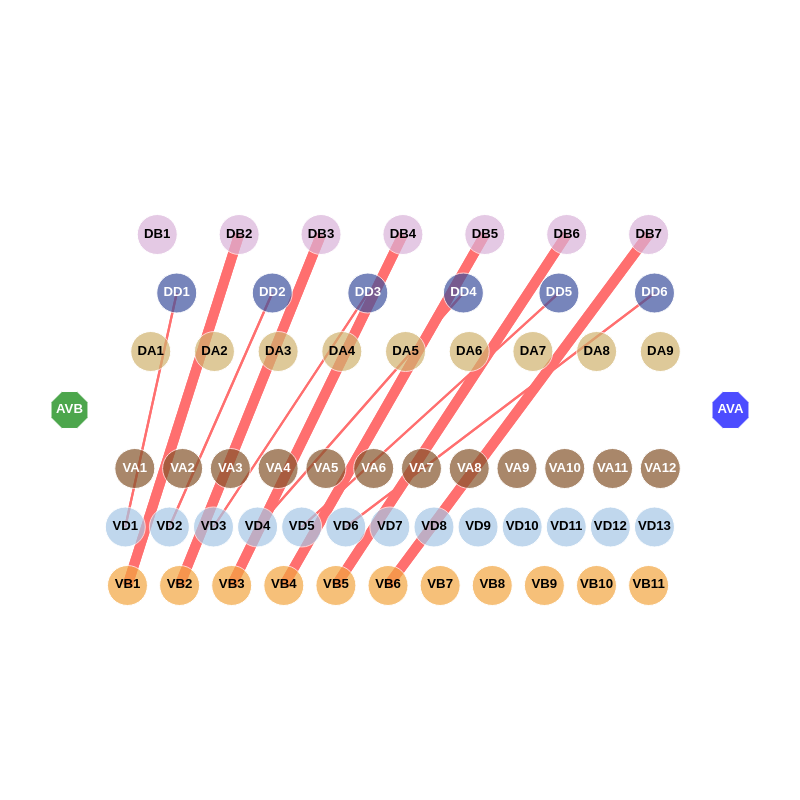 DB1 DB2 DB3 DB4 DB5 DB6 DB7
DD1 DD2 DD3 DD4 DD5 DD6
DA1 DA2 DA3 DA4 DA5 DA6 DA7 DA8 DA9
AVB AVA
VA1 VA2 VA3 VA4 VA5 VA6 VA7 VA8 VA9 VA10 VA11 VA12
VD1 VD2 VD3 VD4 VD5 VD6 VD7 VD8 VD9 VD10 VD11 VD12 VD13
VB1 VB2 VB3 VB4 VB5 VB6 VB7 VB8 VB9 VB10 VB11